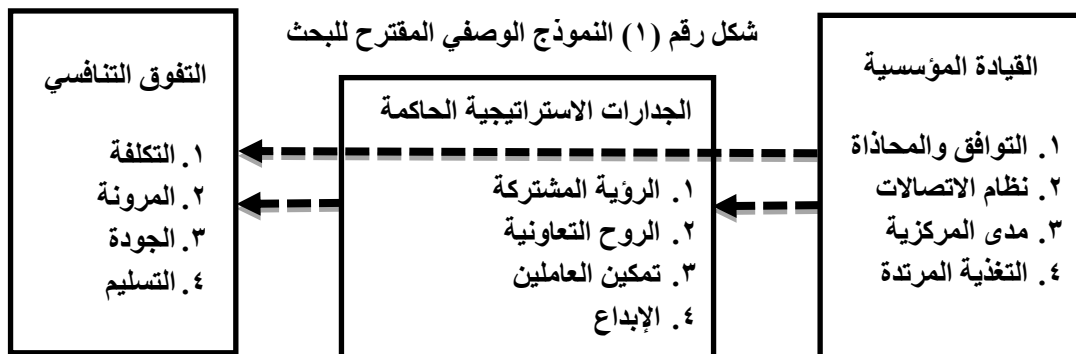 شكل رقم (١) النموذج الوصفي المقترح للبحث
القيادة المؤسسية
١. التوافق والمحاذاة
٢. نظام الاتصالات
٣. مدى المركزية
٤. التغذية المرتدة
الجدارات الاستراتيجية الحاكمة
١. الرؤية المشتركة
٢. الروح التعاونية
٣. تمكين العاملين
٤. الإبداع
التفوق التنافسي
١. التكلفة
٢. المرونة
٣. الجودة
٤. التسليم